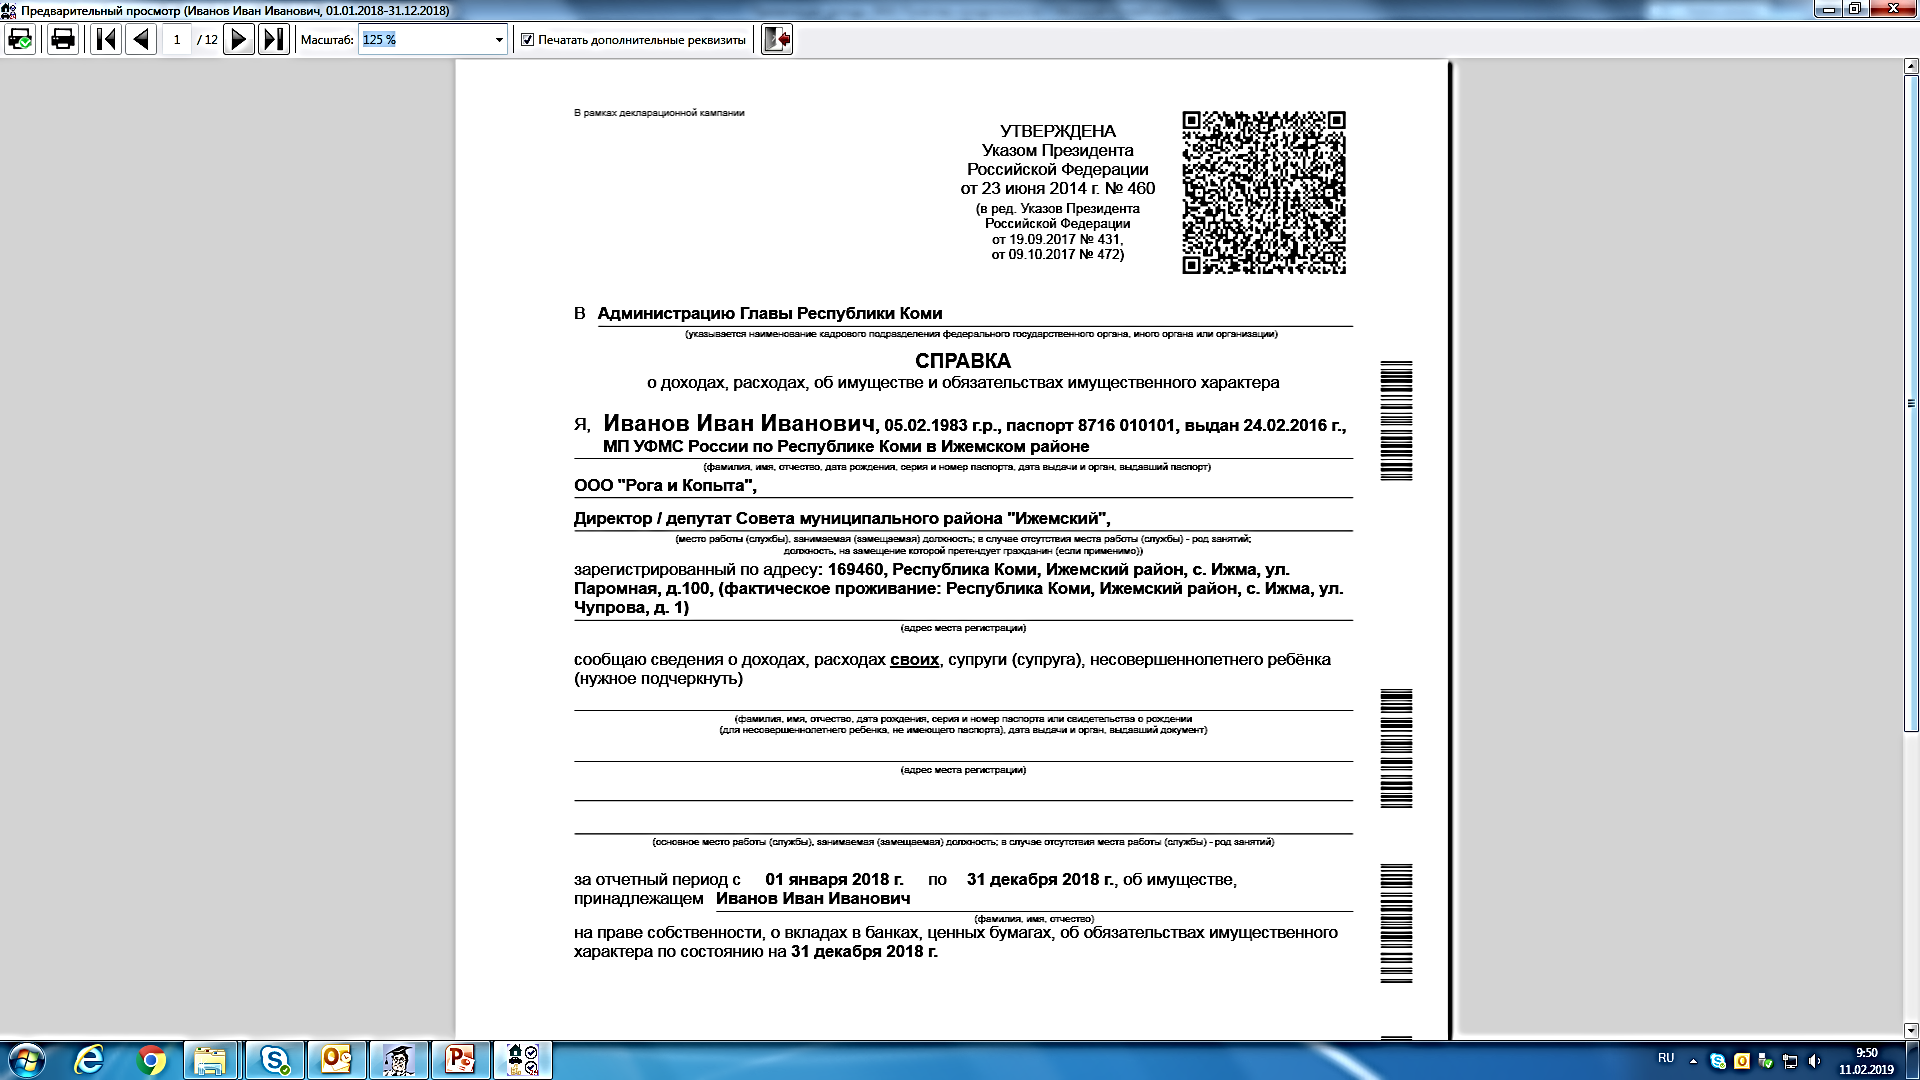 Предварительный просмотр (Иванов Иван Иванович, 01.01.2018-31.12.2018)
1 / 12 Масштаб: 125 % Печатать дополнительные реквизиты
В рамках декларационной кампании
УТВЕРЖДЕНА
Указом Президента
Российской Федерации
от 23 июня 2014 г. № 460
(в ред. Указов Президента
Российской Федерации
от 19.09.2017 № 431,
от 09.10.2017 № 472)
В Администрацию Главы Республики Коми
(указывается наименование кадрового подразделения федерального государственного органа, иного органа или организации)
СПРАВКА
о доходах, расходах, об имуществе и обязательствах имущественного характера
Я, Иванов Иван Иванович, 05.02.1983 г.р., паспорт 8716 010101, выдан 24.02.2016 г.,
МП УФМС России по Республике Коми в Ижемском районе
(фамилия, имя, отчество, дата рождения, серия и номер паспорта, дата выдачи и орган, выдавший паспорт)
ООО "Рога и Копыта",
Директор / депутат Совета муниципального района "Ижемский",
(место работы (службы), занимаемая (замещаемая) должность; в случае отсутствия места работы (службы) - род занятий;
должность, на замещение которой претендует гражданин (если применимо))
зарегистрированный по адресу: 169460, Республика Коми, Ижемский район, с. Ижма, ул.
Паромная, д.100, (фактическое проживание: Республика Коми, Ижемский район, с. Ижма, ул.
Чупрова, д. 1)
(адрес места регистрации)
сообщаю сведения о доходах, расходах своих, супруги (супруга), несовершеннолетнего ребёнка
(нужное подчеркнуть)
(фамилия, имя, отчество, дата рождения, серия и номер паспорта или свидетельства о рождении
(для несовершеннолетнего ребенка, не имеющего паспорта), дата выдачи и орган, выдавший документ)
(адрес места регистрации)
(основное место работы (службы), занимаемая (замещаемая) должность; в случае отсутствия места работы (службы) - род занятий)
за отчетный период с 01 января 2018 г. по 31 декабря 2018 г., об имуществе,
принадлежащем Иванов Иван Иванович
(фамилия, имя, отчество)
на праве собственности, о вкладах в банках, ценных бумагах, об обязательствах имущественного
характера по состоянию на 31 декабря 2018 г.
RU
9:50
11.02.2019